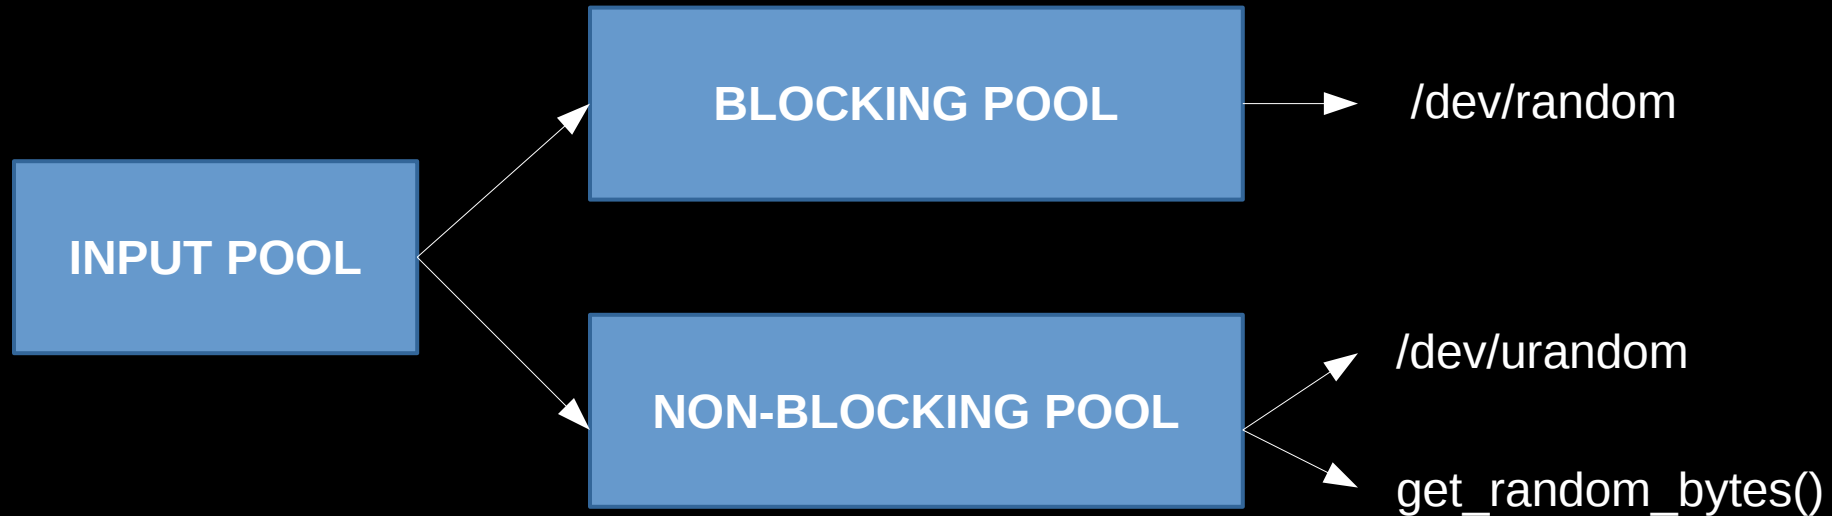 BLOCKING POOL
/dev/random
INPUT POOL
/dev/urandom
NON-BLOCKING POOL
get_random_bytes()